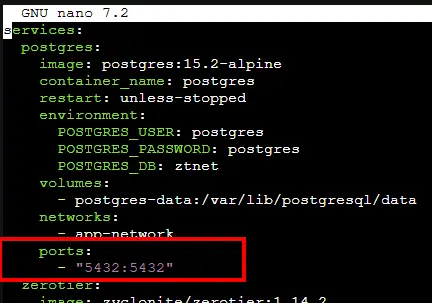 GNU nano 7.2
services:
  postgres:
    image: postgres:15.2-alpine
    container_name: postgres
    restart: unless-stopped
    environment:
      POSTGRES_USER: postgres
      POSTGRES_PASSWORD: postgres
      POSTGRES_DB: ztnet
    volumes:
      - postgres-data:/var/lib/postgresql/data
    networks:
      - app-network
    ports:
      - "5432:5432"
  zerotier:
    image: zyclonite/zerotier:1.14.2